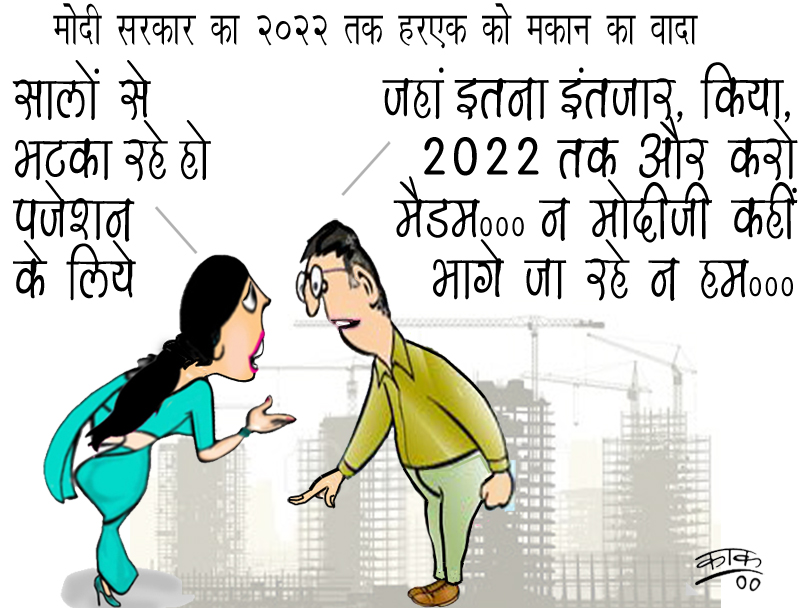 मोदी सरकार का २०२२ तक हरएक को मकान का वादा
सालों से
भटका रहे हो
पजेशन
के लिये
जहां इतना इंतजार, किया,
2022 तक और करो
मैडम००० न मोदीजी कहीं
भागे जा रहे न हम०००
काक